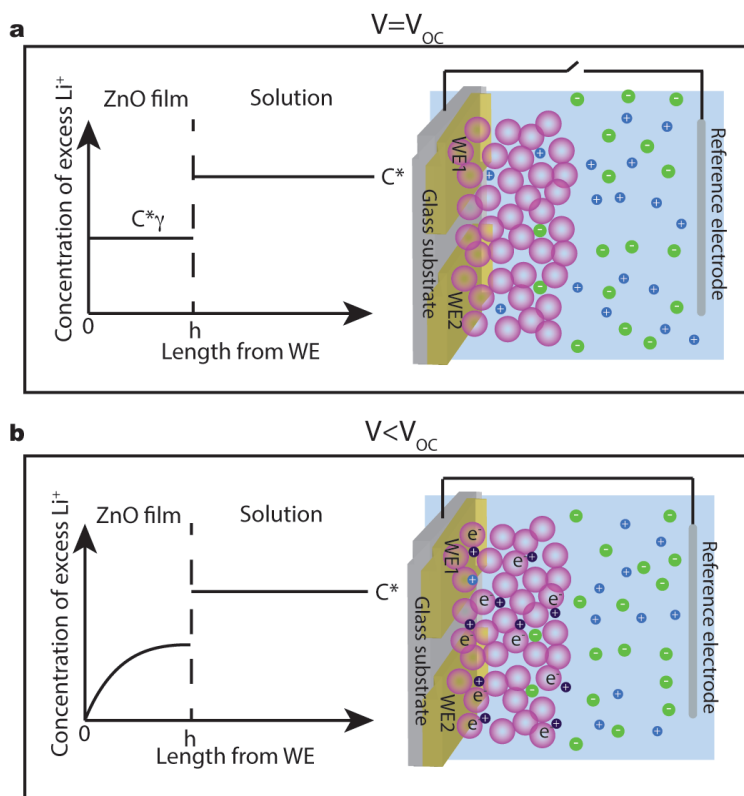 a
V=V_OC
Concentration of excess Li⁺
ZnO film
Solution
C*
C*γ
0
h
Length from WE
WE1
WE2
Glass substrate
Reference electrode
b
V<V_OC
Concentration of excess Li⁺
ZnO film
Solution
C*
0
h
Length from WE
WE1
WE2
Glass substrate
e⁻
e⁻
e⁻
e⁻
e⁻
e⁻
e⁻
e⁻
Reference electrode